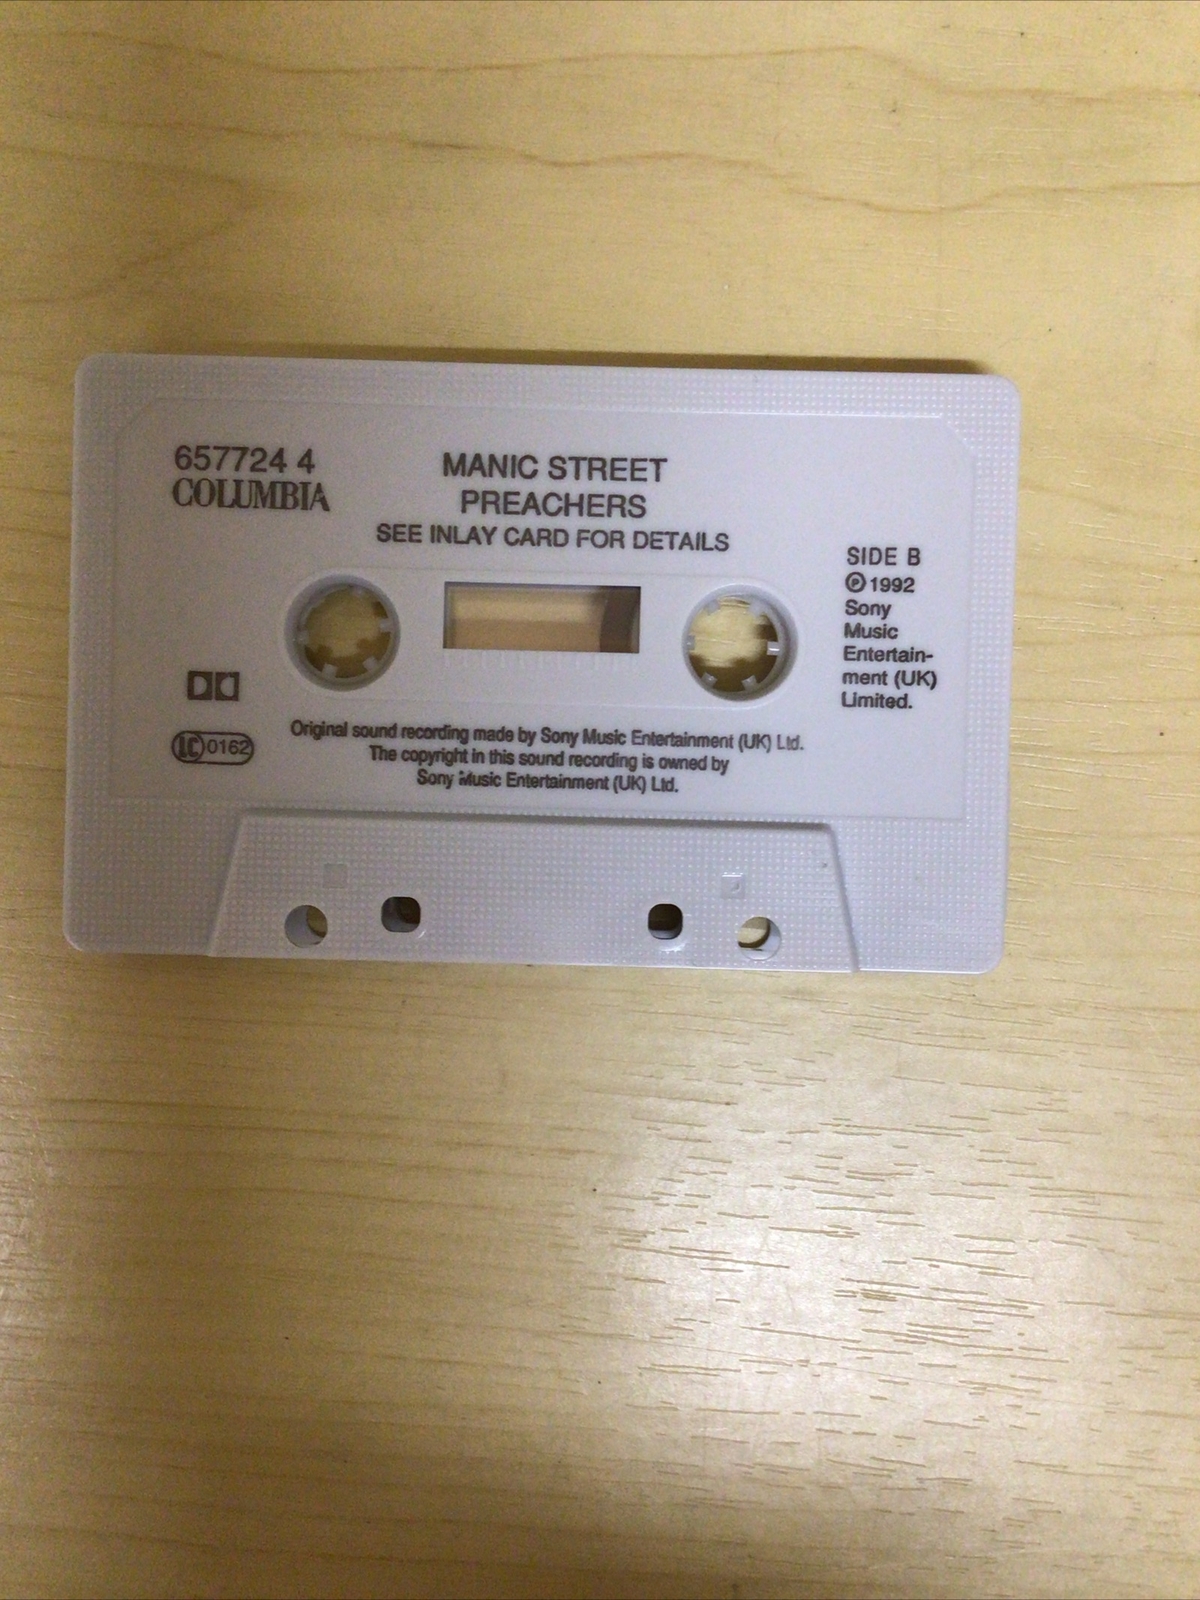 657724 4
COLUMBIA
MANIC STREET
PREACHERS
SEE INLAY CARD FOR DETAILS
SIDE B
℗ 1992
Sony
Music
Entertain-
ment (UK)
Limited.
LC 0162
Original sound recording made by Sony Music Entertainment (UK) Ltd.
The copyright in this sound recording is owned by
Sony Music Entertainment (UK) Ltd.